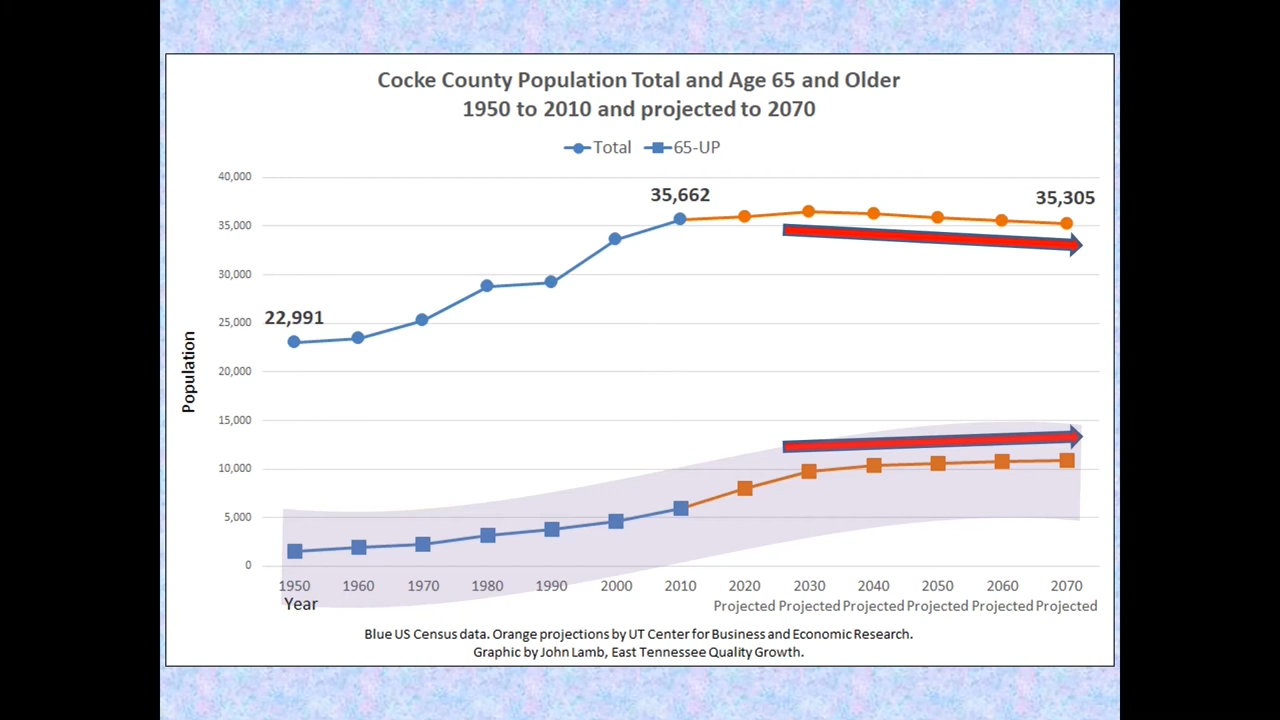 Cocke County Population Total and Age 65 and Older
1950 to 2010 and projected to 2070
Total 65-UP
40,000
35,662
35,305
35,000
30,000
25,000
22,991
20,000
Population
15,000
10,000
5,000
0
1950 1960 1970 1980 1990 2000 2010 2020 2030 2040 2050 2060 2070
Year Projected Projected Projected Projected Projected Projected
Blue US Census data. Orange projections by UT Center for Business and Economic Research.
Graphic by John Lamb, East Tennessee Quality Growth.